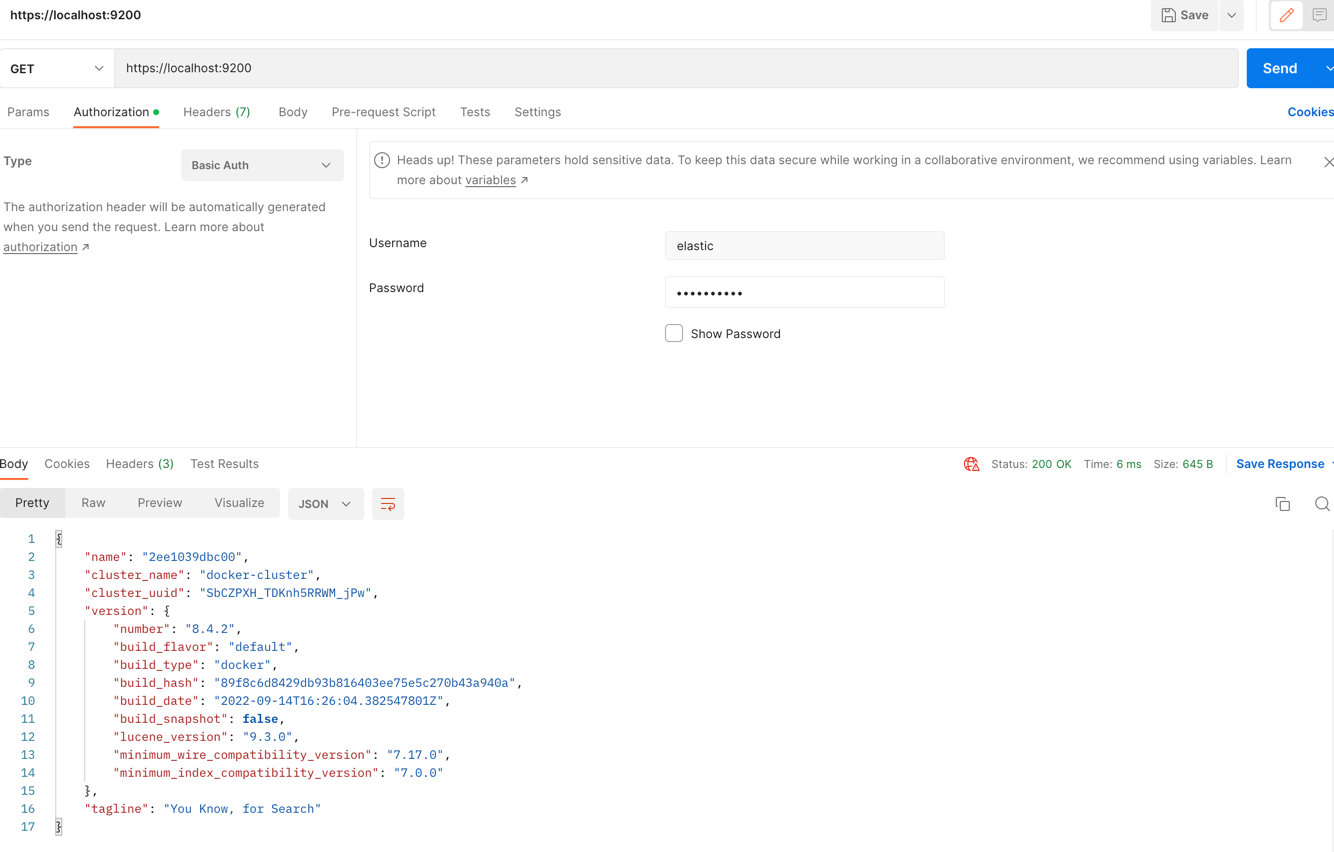 https://localhost:9200
Save
GET https://localhost:9200 Send
Params Authorization Headers (7) Body Pre-request Script Tests Settings Cookies
Type Basic Auth
The authorization header will be automatically generated
when you send the request. Learn more about
authorization ↗
Heads up! These parameters hold sensitive data. To keep this data secure while working in a collaborative environment, we recommend using variables. Learn
more about variables ↗
Username elastic
Password ••••••••••
Show Password
Body Cookies Headers (3) Test Results Status: 200 OK Time: 6 ms Size: 645 B Save Response
Pretty Raw Preview Visualize JSON
1 {
2 "name": "2ee1039dbc00",
3 "cluster_name": "docker-cluster",
4 "cluster_uuid": "SbCZPXH_TDKnh5RRWM_jPw",
5 "version": {
6 "number": "8.4.2",
7 "build_flavor": "default",
8 "build_type": "docker",
9 "build_hash": "89f8c6d8429db93b816403ee75e5c270b43a940a",
10 "build_date": "2022-09-14T16:26:04.382547801Z",
11 "build_snapshot": false,
12 "lucene_version": "9.3.0",
13 "minimum_wire_compatibility_version": "7.17.0",
14 "minimum_index_compatibility_version": "7.0.0"
15 },
16 "tagline": "You Know, for Search"
17 }